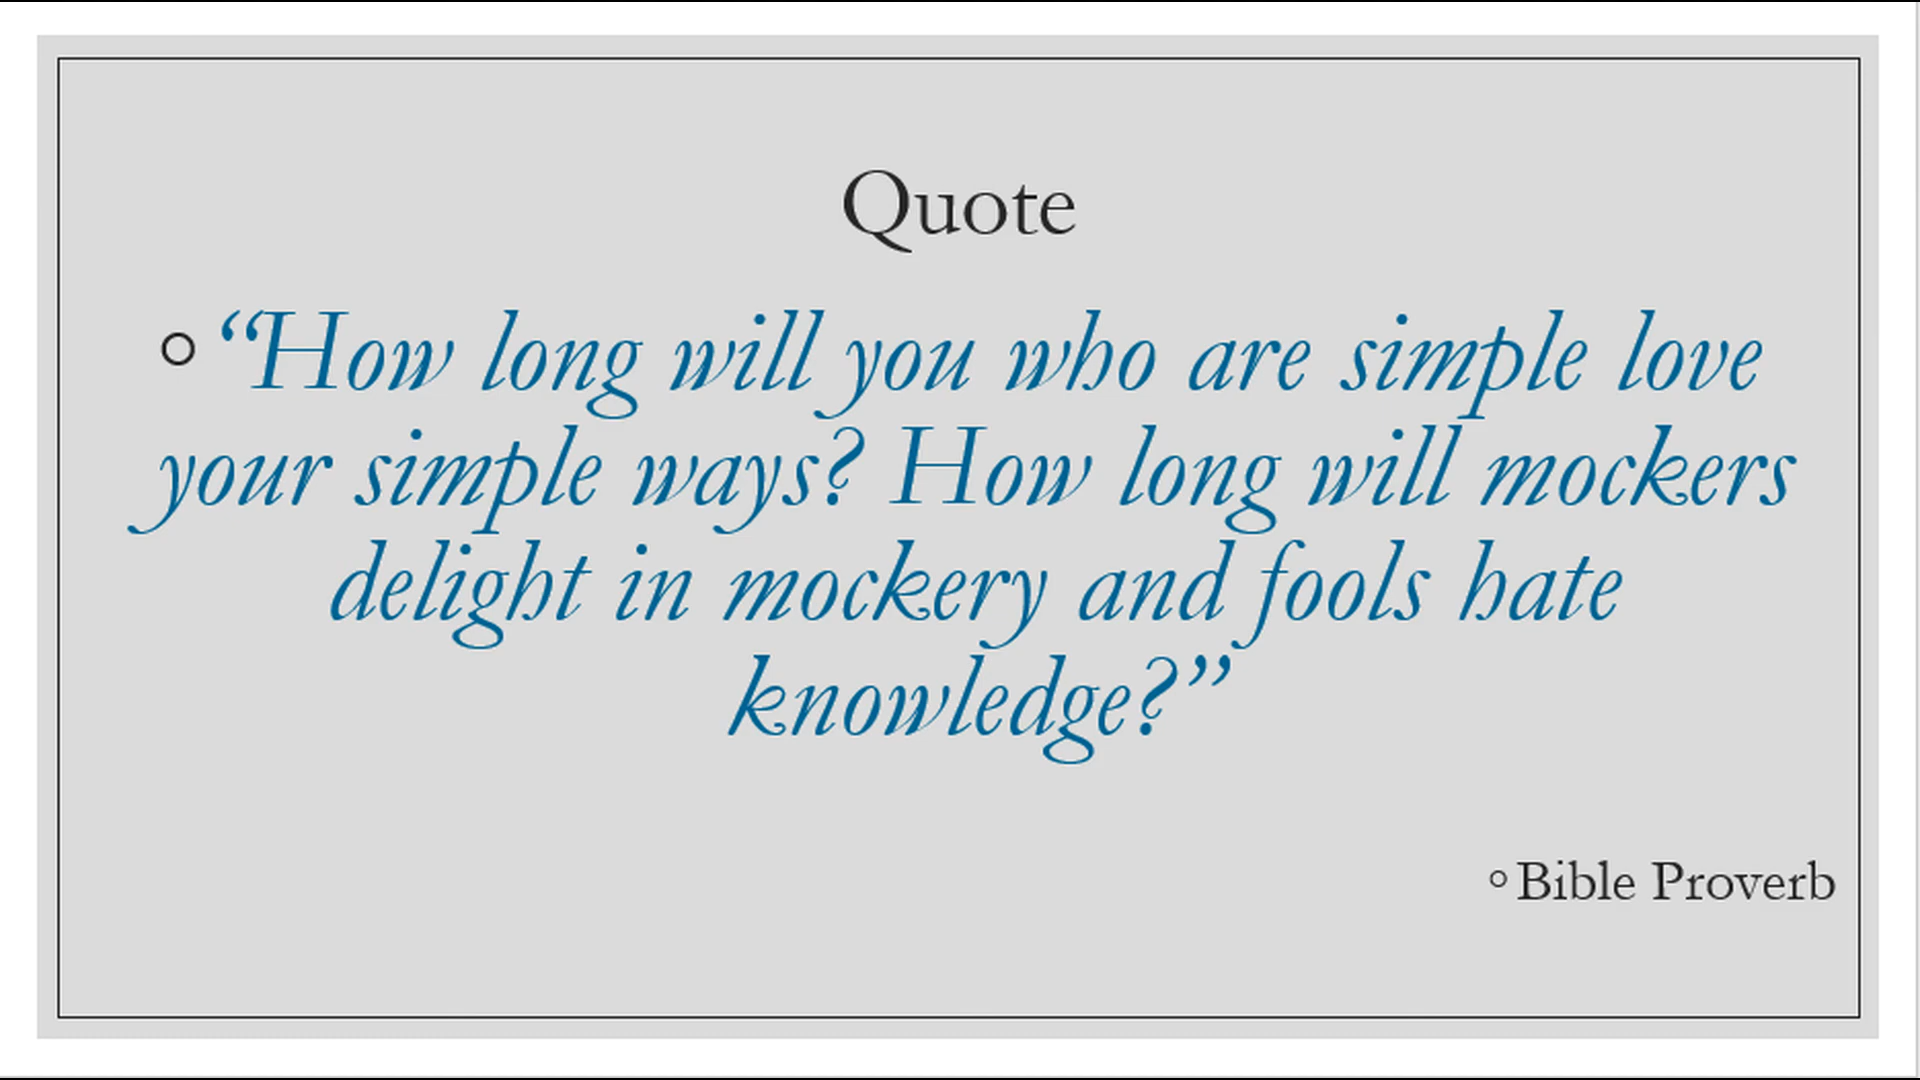 Quote
“How long will you who are simple love
your simple ways? How long will mockers
delight in mockery and fools hate
knowledge?”
Bible Proverb